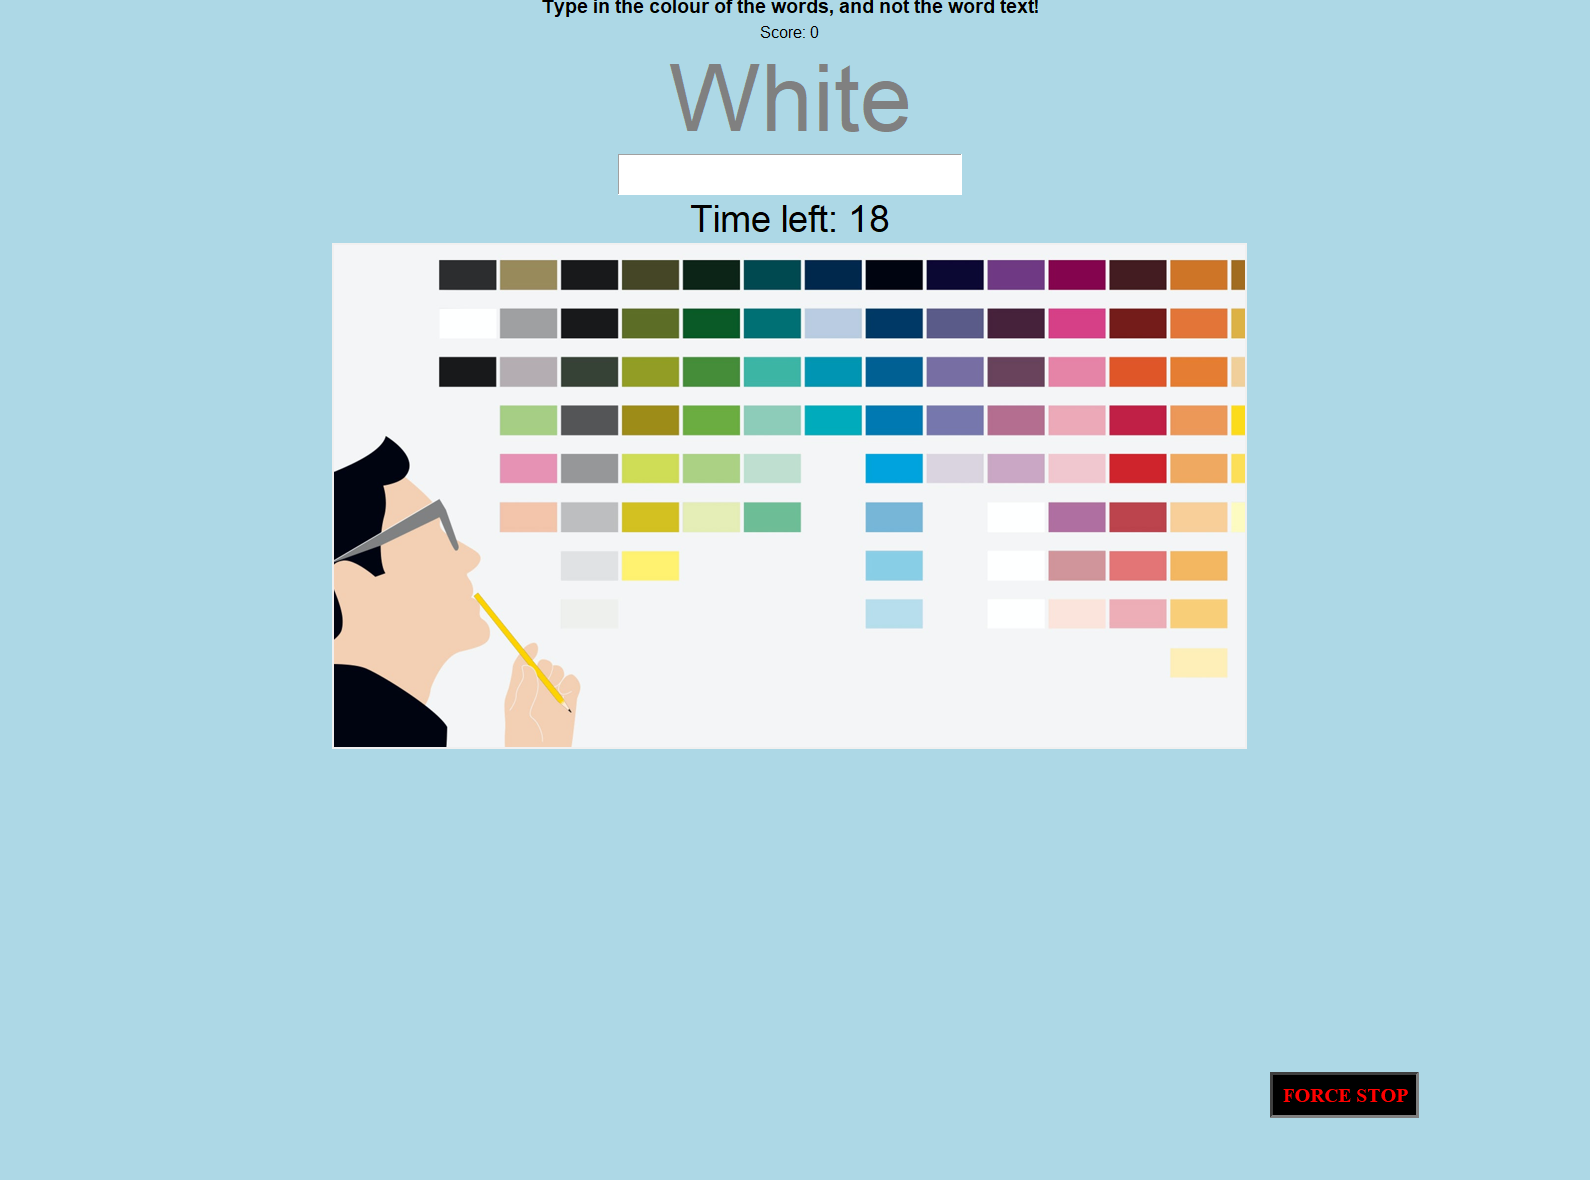 Type in the colour of the words, and not the word text!
Score: 0
White
Time left: 18
FORCE STOP